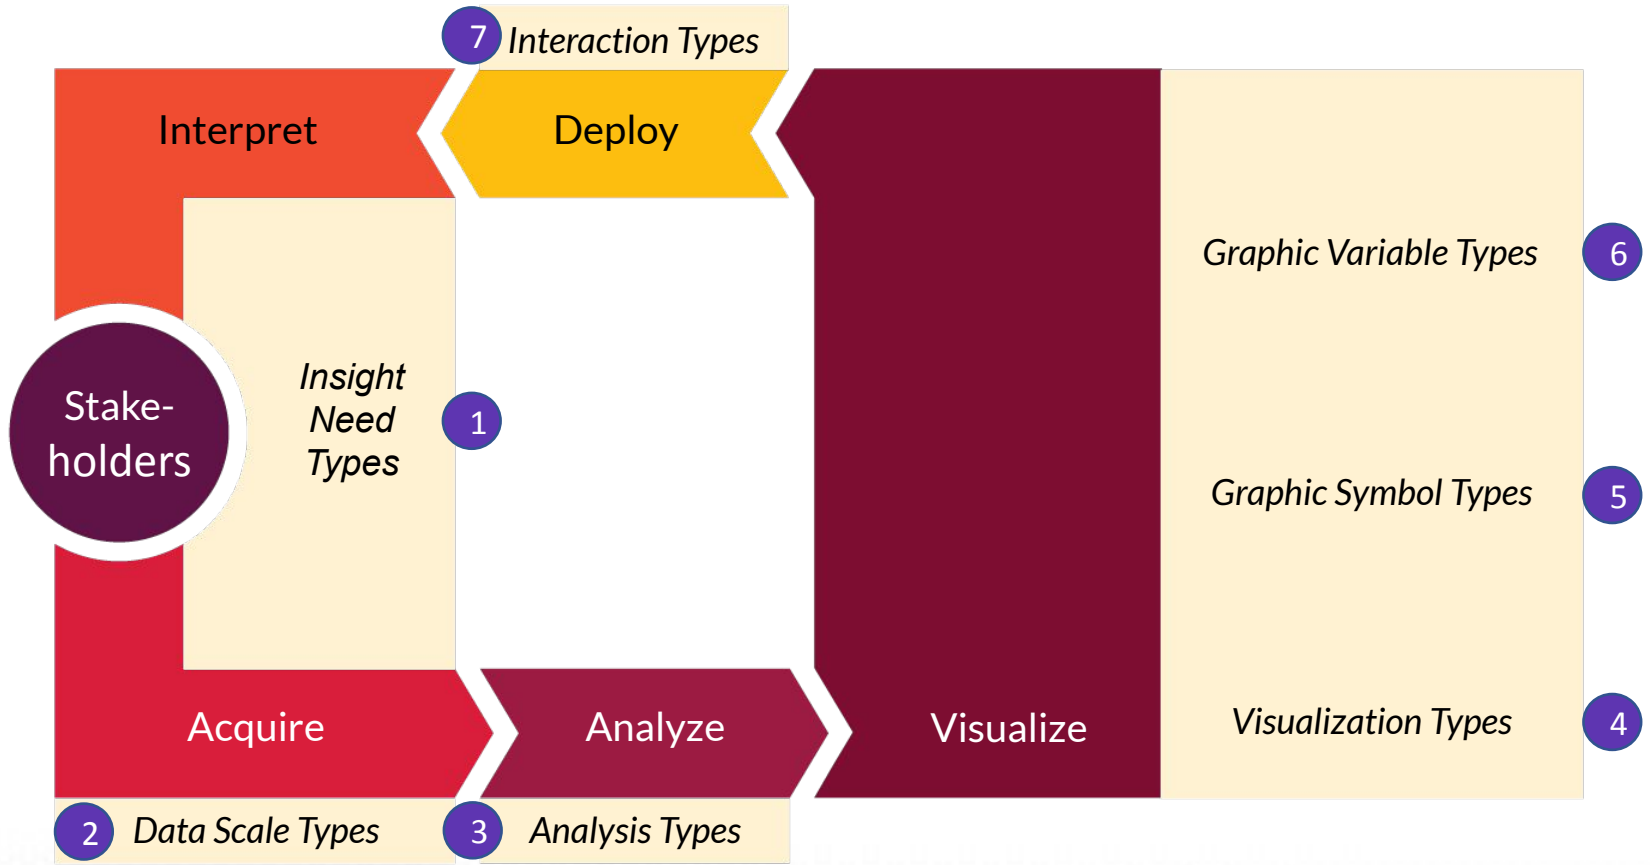 7 Interaction Types
Interpret
Deploy
Graphic Variable Types 6
Stake-
holders
Insight
Need
Types
1
Graphic Symbol Types 5
Acquire
Analyze
Visualize
Visualization Types 4
2 Data Scale Types
3 Analysis Types